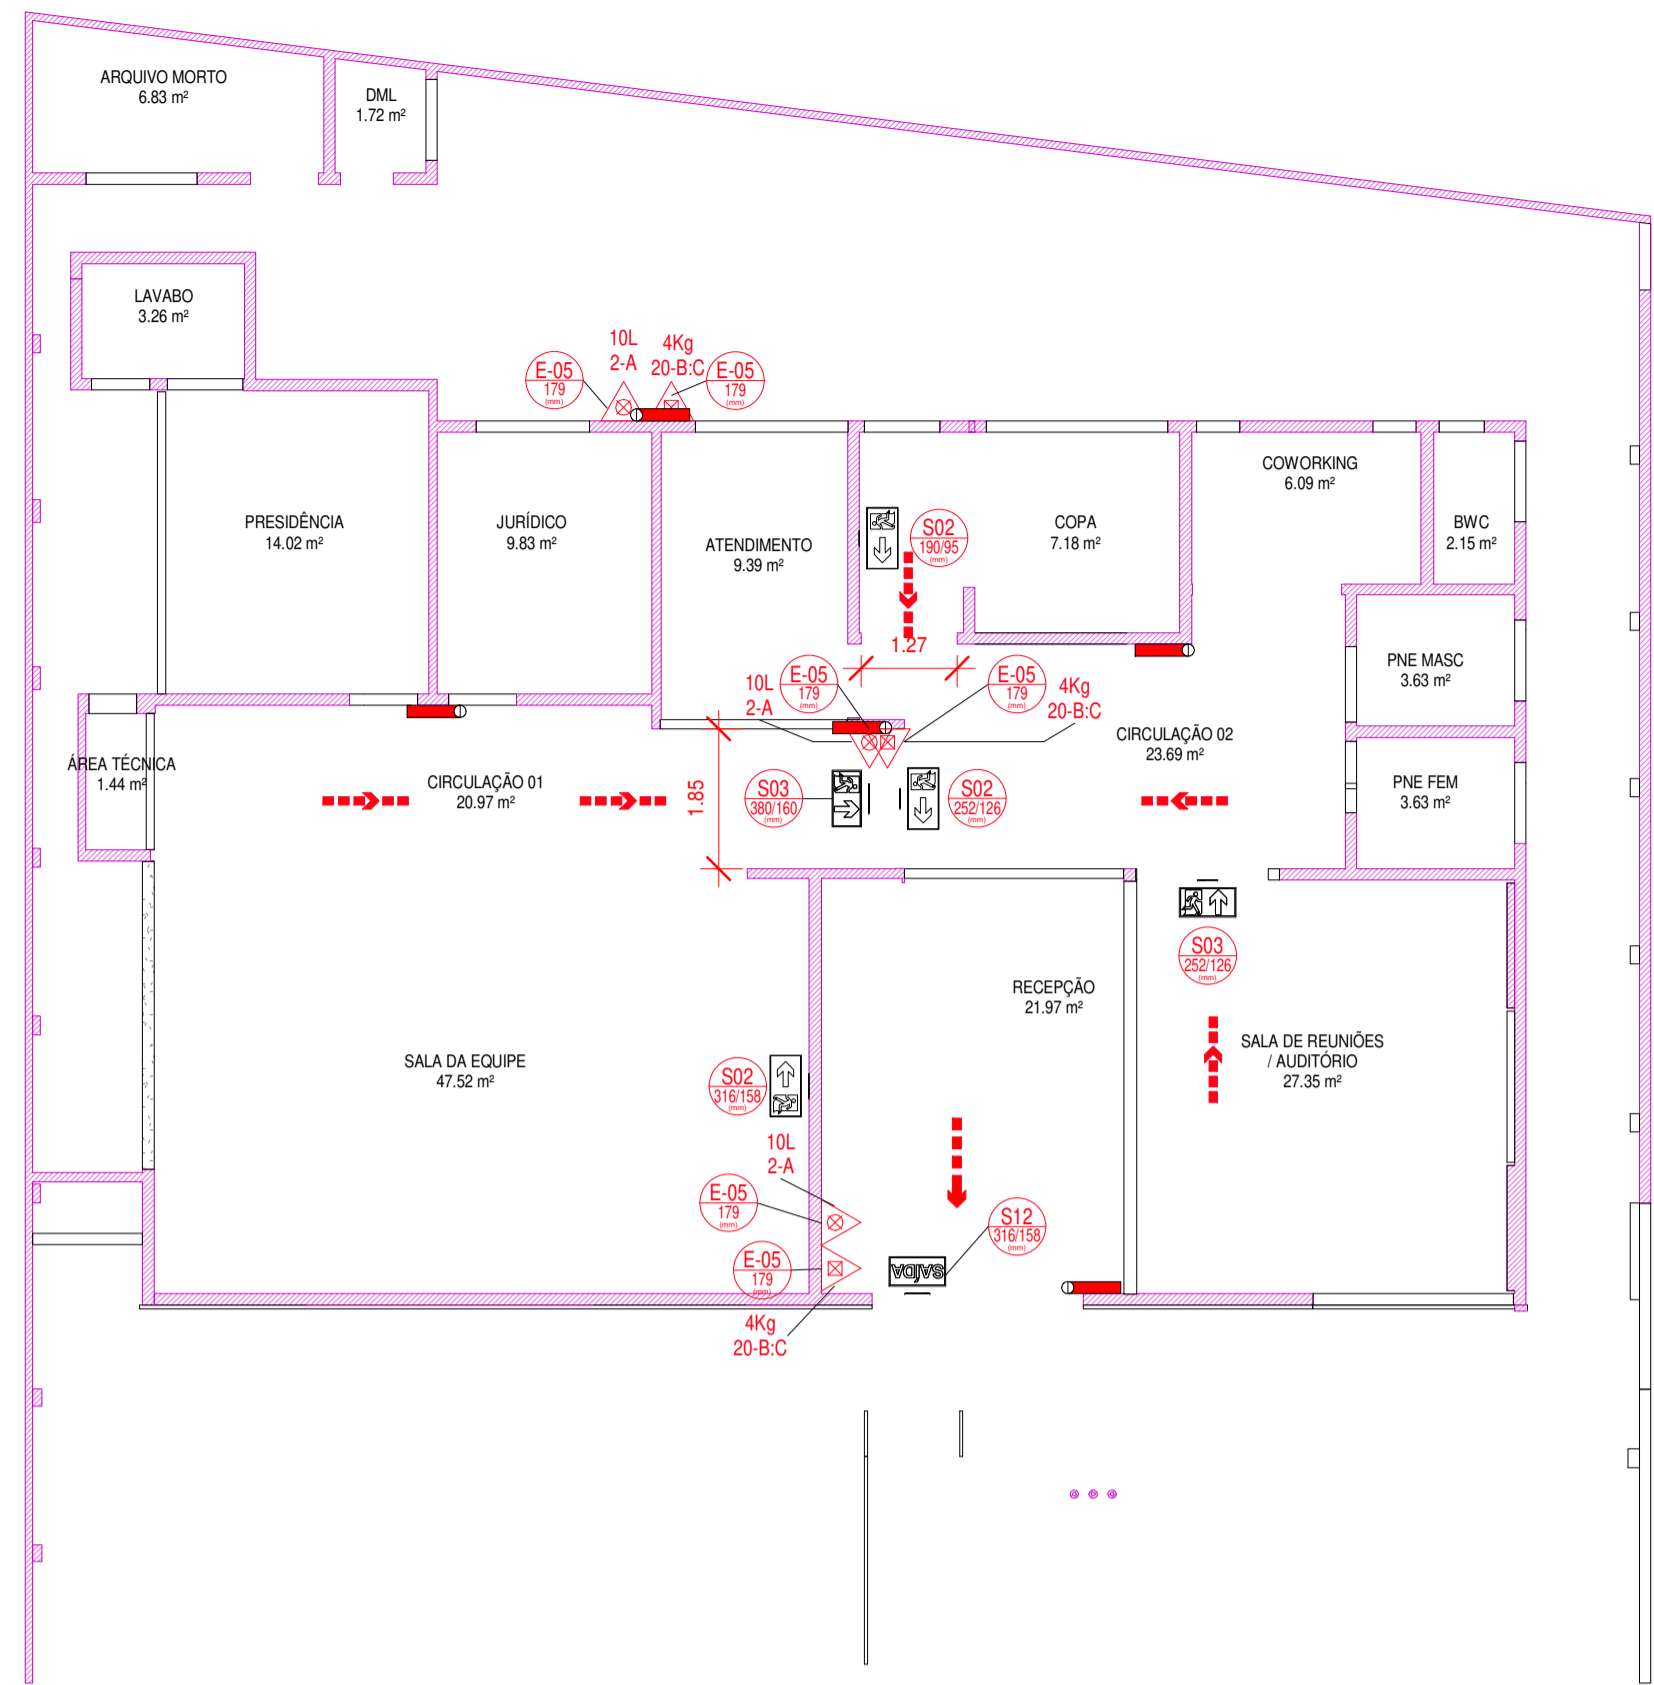 ARQUIVO MORTO
6.83 m²
DML
1.72 m²
LAVABO
3.26 m²
10L
2-A
4Kg
20-B:C
E-05
179
(mm)
E-05
179
(mm)
PRESIDÊNCIA
14.02 m²
JURÍDICO
9.83 m²
ATENDIMENTO
9.39 m²
S02
190/95
(mm)
COPA
7.18 m²
COWORKING
6.09 m²
BWC
2.15 m²
1.27
10L
2-A
E-05
179
(mm)
E-05
179
(mm)
4Kg
20-B:C
PNE MASC
3.63 m²
CIRCULAÇÃO 02
23.69 m²
ÁREA TÉCNICA
1.44 m²
CIRCULAÇÃO 01
20.97 m²
1.85
S03
380/160
(mm)
S02
252/126
(mm)
PNE FEM
3.63 m²
S03
252/126
(mm)
RECEPÇÃO
21.97 m²
SALA DA EQUIPE
47.52 m²
S02
316/158
(mm)
SALA DE REUNIÕES
/ AUDITÓRIO
27.35 m²
10L
2-A
E-05
179
(mm)
S12
316/158
(mm)
E-05
179
(mm)
SAÍDA
4Kg
20-B:C